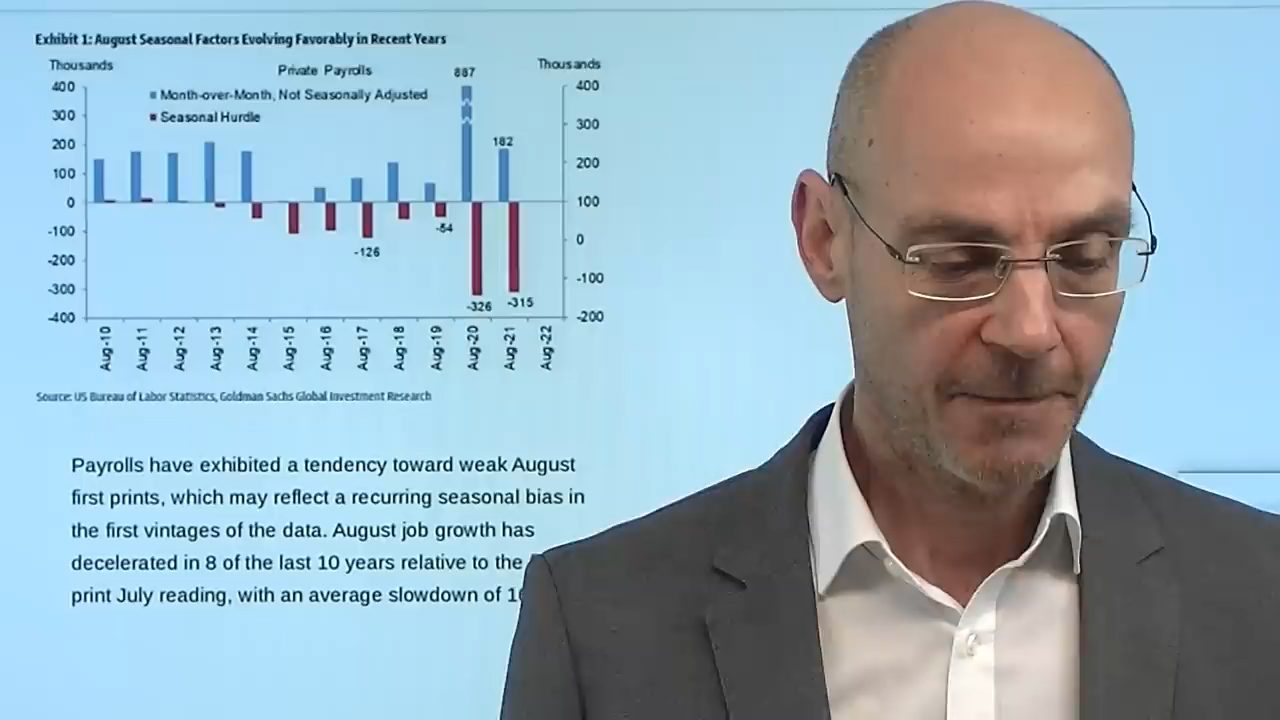 Exhibit 1: August Seasonal Factors Evolving Favorably in Recent Years
Thousands
Private Payrolls
Thousands
Month-over-Month, Not Seasonally Adjusted
Seasonal Hurdle
400
300
200
100
0
-100
-200
-300
-400
887
182
-126
-54
-326
-315
400
300
200
100
0
-100
-200
Aug-10
Aug-11
Aug-12
Aug-13
Aug-14
Aug-15
Aug-16
Aug-17
Aug-18
Aug-19
Aug-20
Aug-21
Aug-22
Source: US Bureau of Labor Statistics, Goldman Sachs Global Investment Research
Payrolls have exhibited a tendency toward weak August
first prints, which may reflect a recurring seasonal bias in
the first vintages of the data. August job growth has
decelerated in 8 of the last 10 years relative to the
print July reading, with an average slowdown of